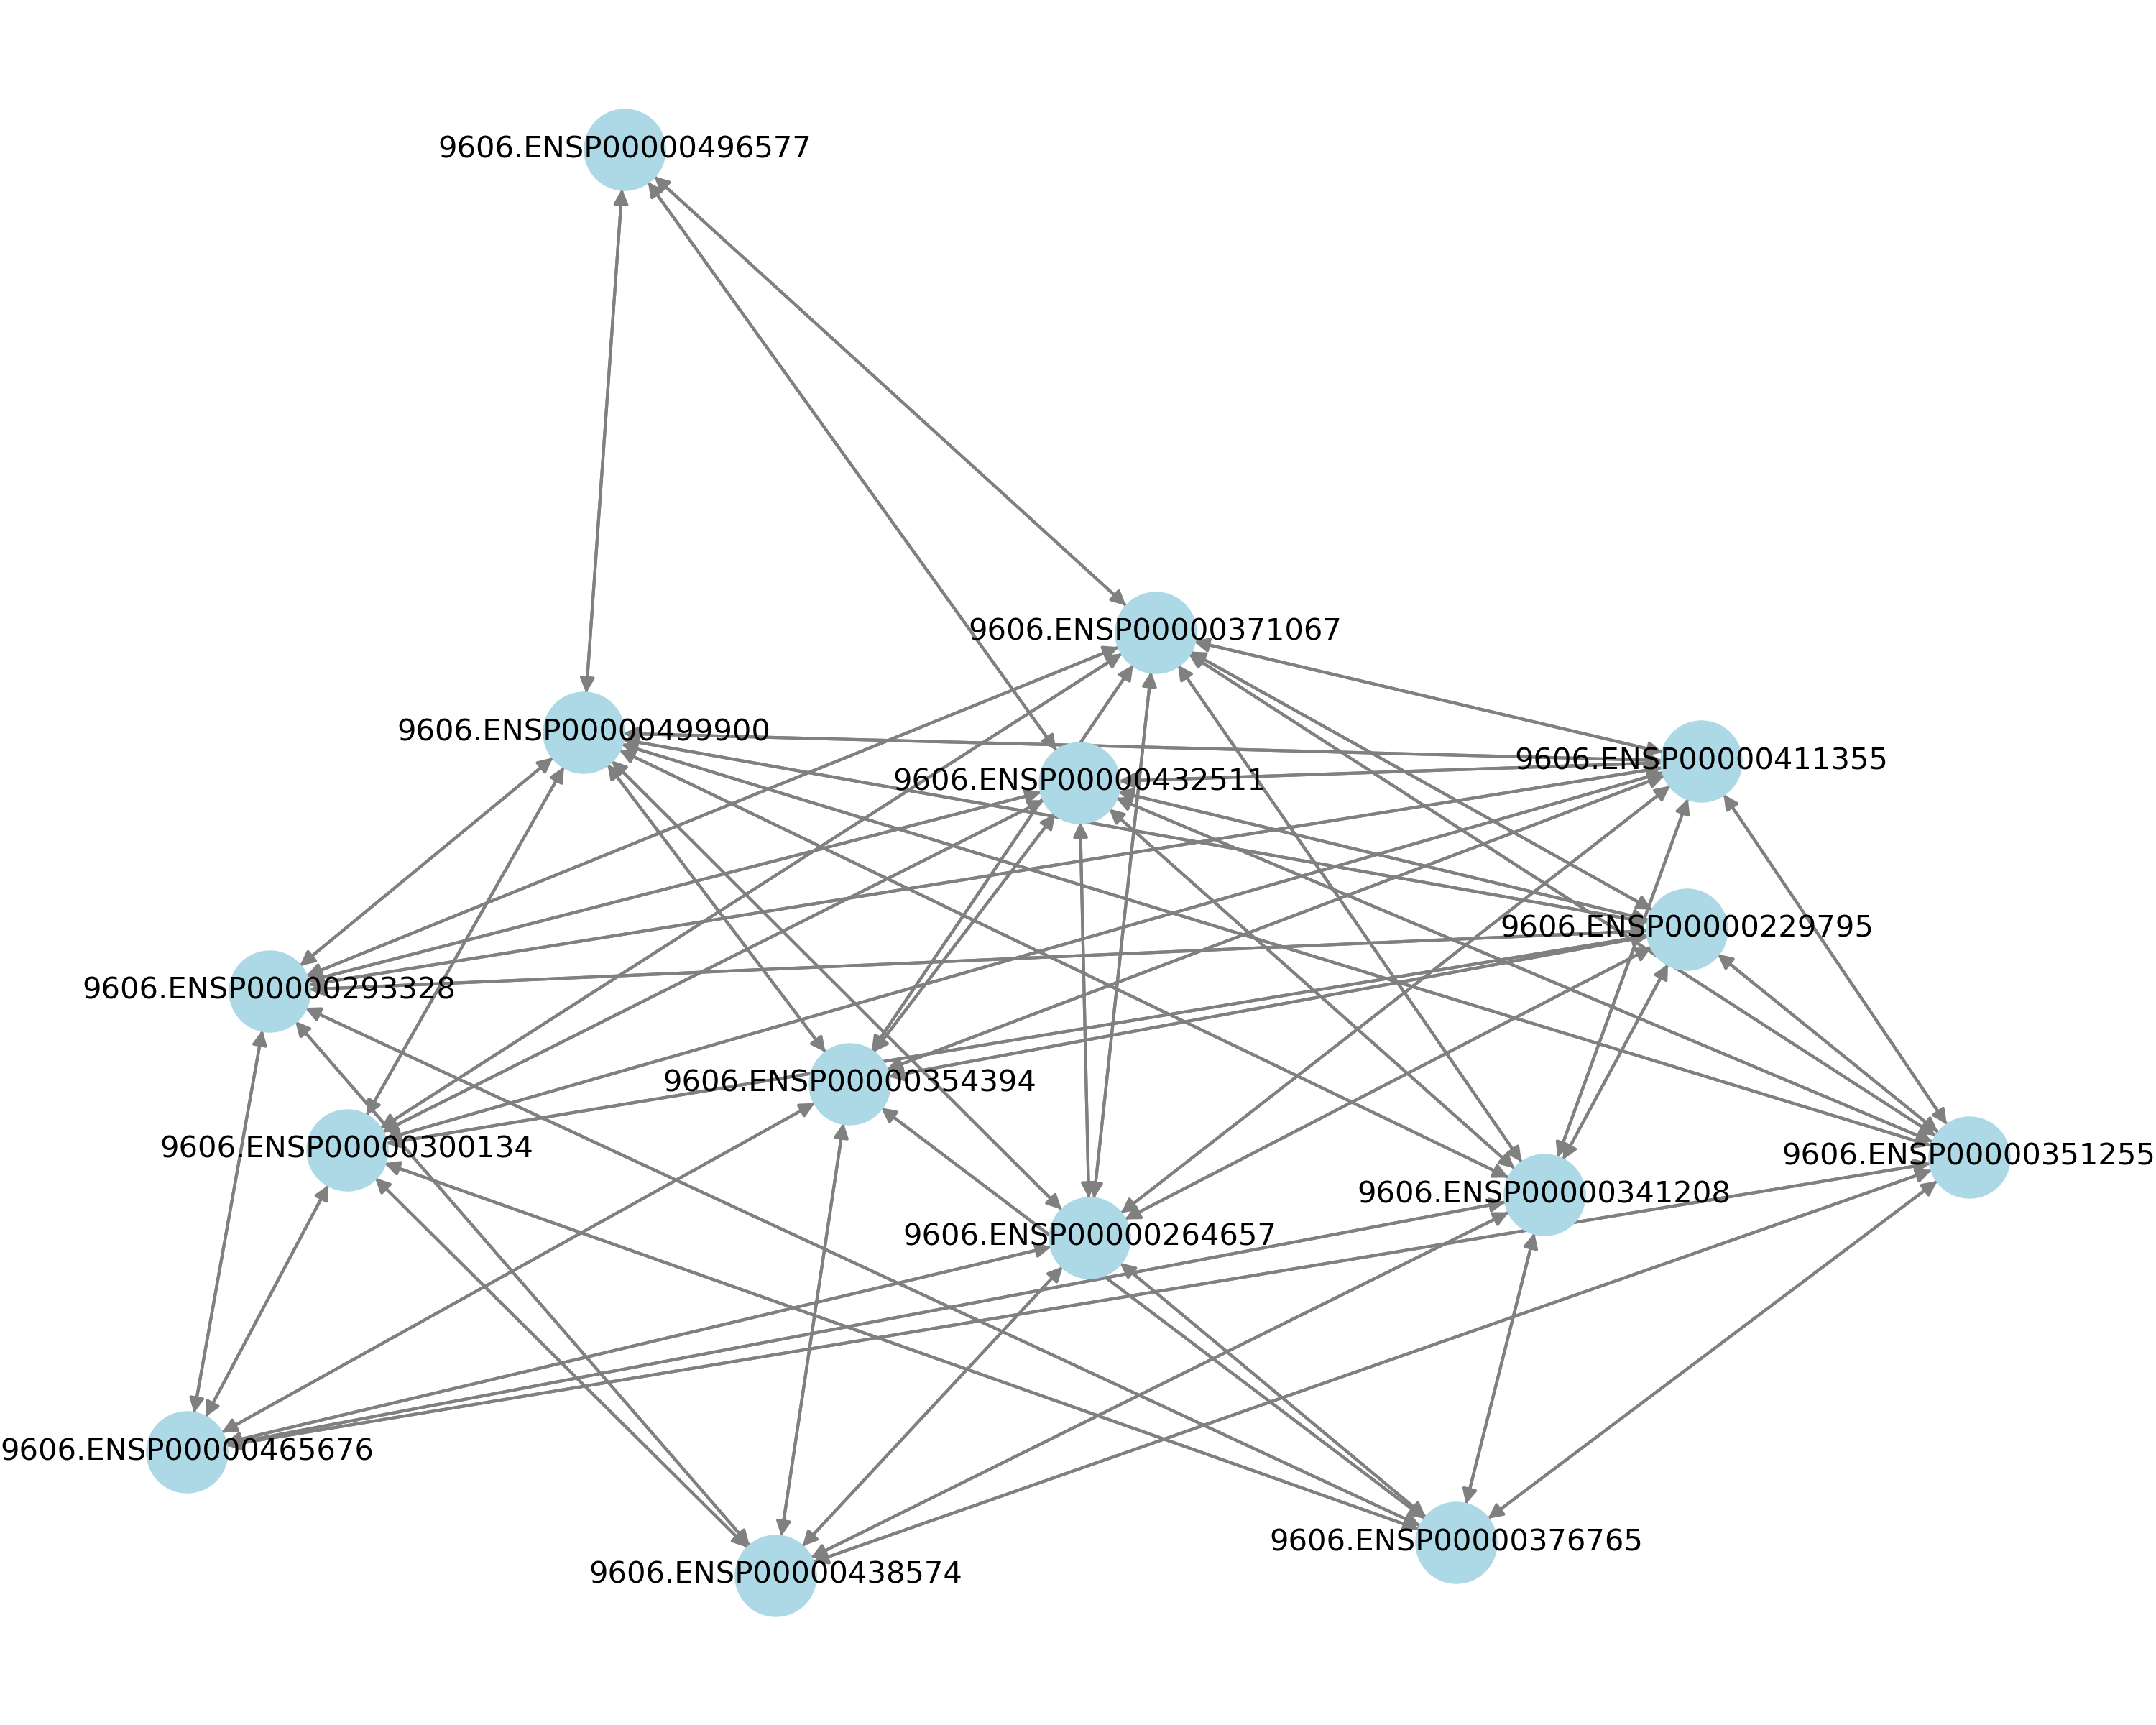 9606.ENSP00000496577
9606.ENSP00000371067
9606.ENSP00000499900
9606.ENSP00000411355
9606.ENSP00000432511
9606.ENSP00000229795
9606.ENSP00000293328
9606.ENSP00000354394
9606.ENSP00000300134
9606.ENSP00000351255
9606.ENSP00000341208
9606.ENSP00000264657
9606.ENSP00000465676
9606.ENSP00000376765
9606.ENSP00000438574